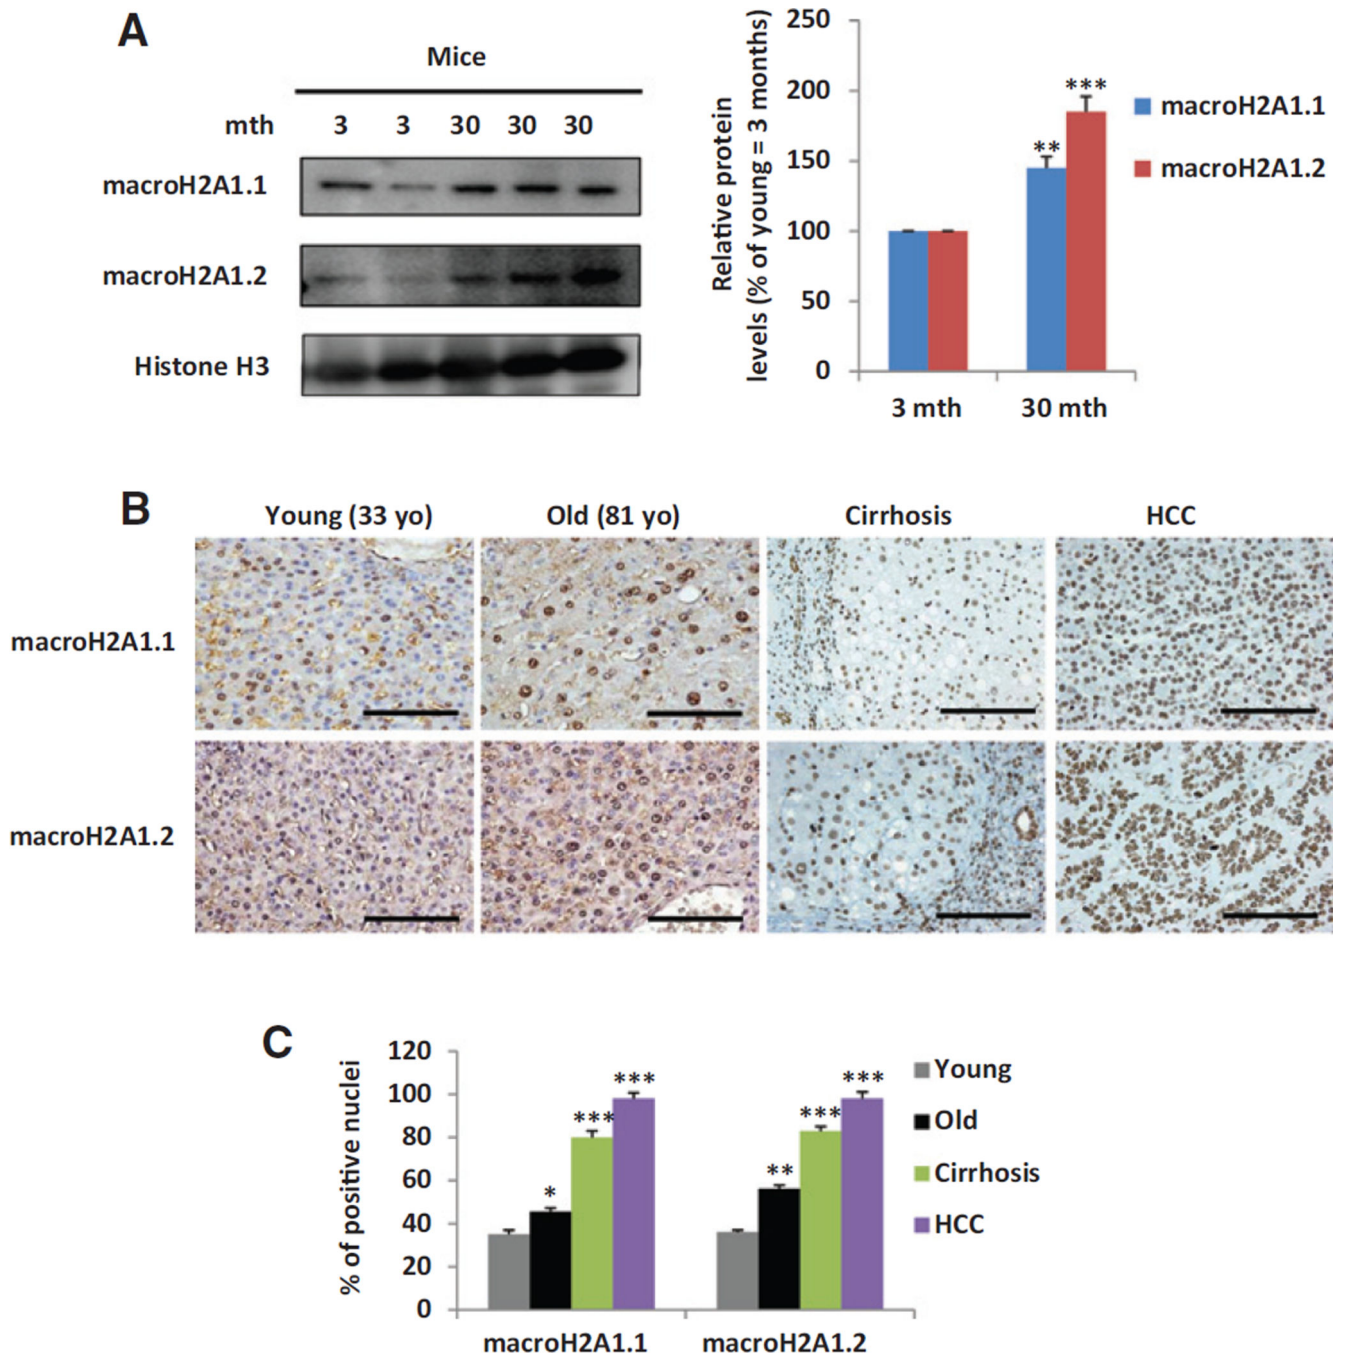 A
Mice
mth 3 3 30 30 30
macroH2A1.1
macroH2A1.2
Histone H3
Relative protein
levels (% of young = 3 months)
250
200
150
100
50
0
**
***
3 mth 30 mth
macroH2A1.1
macroH2A1.2
B
Young (33 yo) Old (81 yo) Cirrhosis HCC
macroH2A1.1
macroH2A1.2
C
% of positive nuclei
120
100
80
60
40
20
0
* *** ***
** *** ***
macroH2A1.1 macroH2A1.2
Young
Old
Cirrhosis
HCC